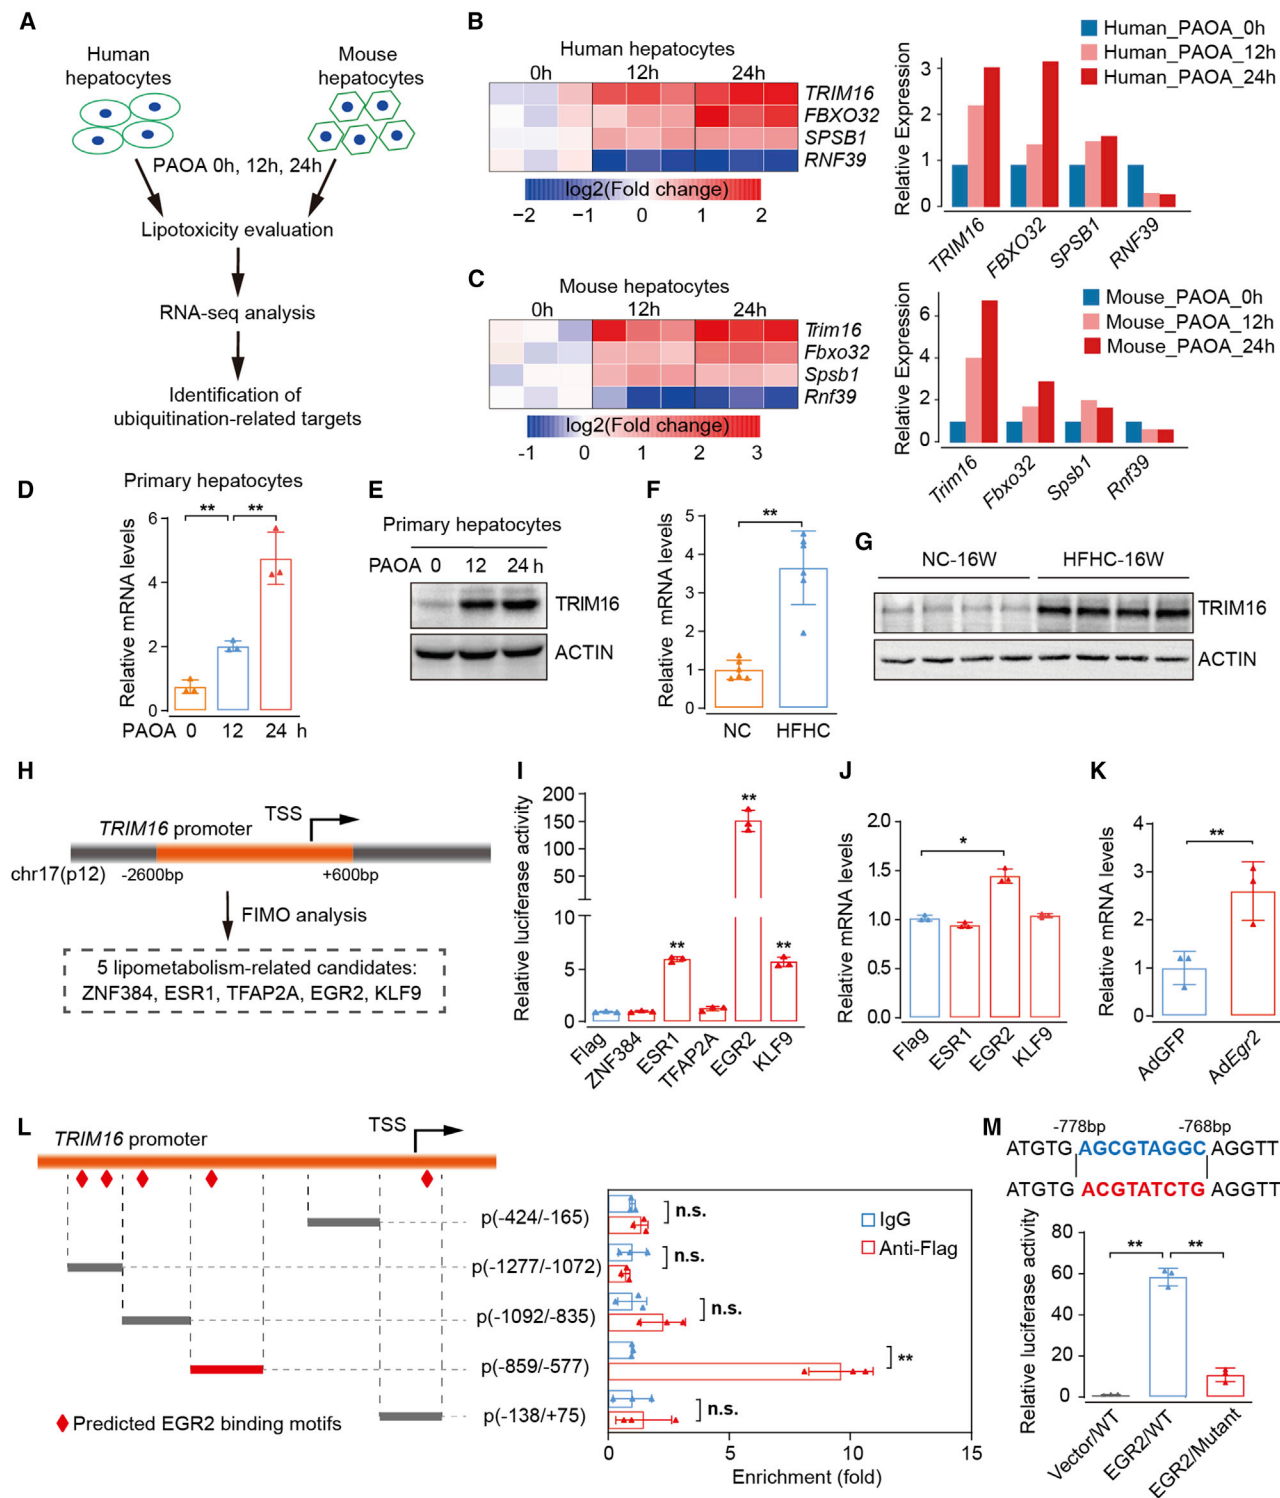 A
Human
hepatocytes
Mouse
hepatocytes
PAOA 0h, 12h, 24h
Lipotoxicity evaluation
RNA-seq analysis
Identification of
ubiquitination-related targets
B
Human hepatocytes
0h 12h 24h
TRIM16
FBXO32
SPSB1
RNF39
log2(Fold change)
−2 −1 0 1 2
Relative Expression
3
2
1
0
TRIM16 FBXO32 SPSB1 RNF39
Human_PAOA_0h
Human_PAOA_12h
Human_PAOA_24h
C
Mouse hepatocytes
0h 12h 24h
Trim16
Fbxo32
Spsb1
Rnf39
log2(Fold change)
-1 0 1 2 3
Relative Expression
6
4
2
0
Trim16 Fbxo32 Spsb1 Rnf39
Mouse_PAOA_0h
Mouse_PAOA_12h
Mouse_PAOA_24h
D
Primary hepatocytes
Relative mRNA levels
6
4
2
0
** **
PAOA 0 12 24 h
E
Primary hepatocytes
PAOA 0 12 24 h
TRIM16
ACTIN
F
Relative mRNA levels
5
4
3
2
1
0
**
NC HFHC
G
NC-16W HFHC-16W
TRIM16
ACTIN
H
TRIM16 promoter
TSS
chr17(p12) -2600bp +600bp
FIMO analysis
5 lipometabolism-related candidates:
ZNF384, ESR1, TFAP2A, EGR2, KLF9
I
Relative luciferase activity
200
150
100
50
10
5
0
** ** **
Flag ZNF384 ESR1 TFAP2A EGR2 KLF9
J
Relative mRNA levels
2.0
1.5
1.0
0.5
0.0
*
Flag ESR1 EGR2 KLF9
K
Relative mRNA levels
4
3
2
1
0
**
AdGFP AdEgr2
L
TRIM16 promoter
TSS
p(-424/-165)
p(-1277/-1072)
p(-1092/-835)
p(-859/-577)
p(-138/+75)
Predicted EGR2 binding motifs
n.s.
n.s.
n.s.
**
n.s.
IgG
Anti-Flag
0 5 10 15
Enrichment (fold)
M
-778bp -768bp
ATGTG AGCGTAGGC AGGTT
ATGTG ACGTATCTG AGGTT
Relative luciferase activity
80
60
40
20
0
** **
Vector/WT EGR2/WT EGR2/Mutant